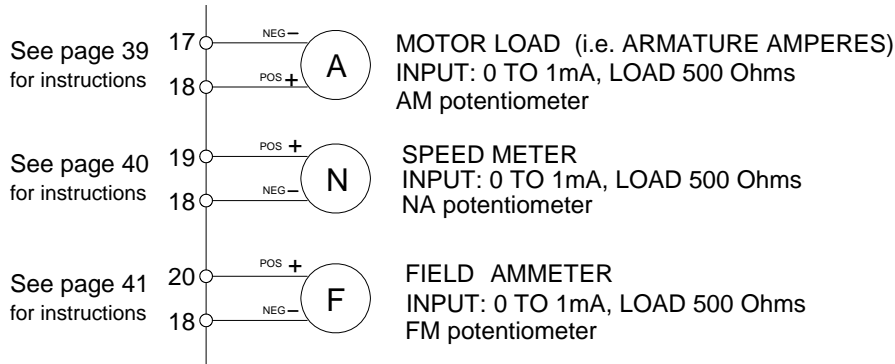 See page 39
for instructions
17 NEG –
18 POS +
A
MOTOR LOAD (i.e. ARMATURE AMPERES)
INPUT: 0 TO 1mA, LOAD 500 Ohms
AM potentiometer
See page 40
for instructions
19 POS +
18 NEG –
N
SPEED METER
INPUT: 0 TO 1mA, LOAD 500 Ohms
NA potentiometer
See page 41
for instructions
20 POS +
18 NEG –
F
FIELD AMMETER
INPUT: 0 TO 1mA, LOAD 500 Ohms
FM potentiometer